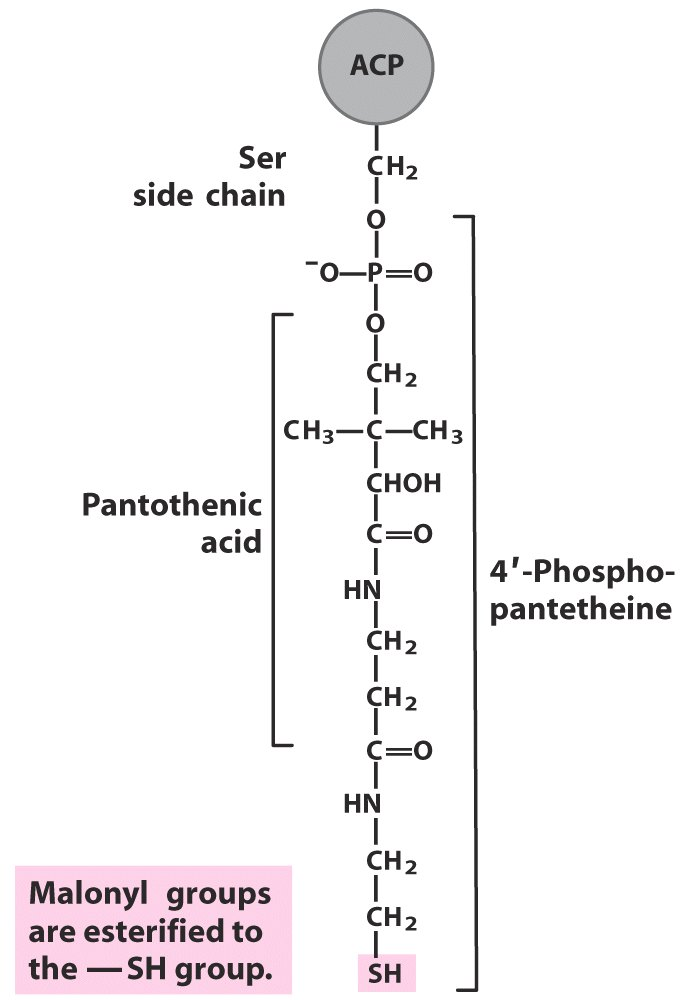 ACP
Ser
side chain
CH₂
O
⁻O—P=O
O
CH₂
CH₃—C—CH₃
CHOH
Pantothenic
acid
C=O
4′-Phospho-
pantetheine
HN
CH₂
CH₂
C=O
HN
CH₂
CH₂
SH
Malonyl groups
are esterified to
the —SH group.